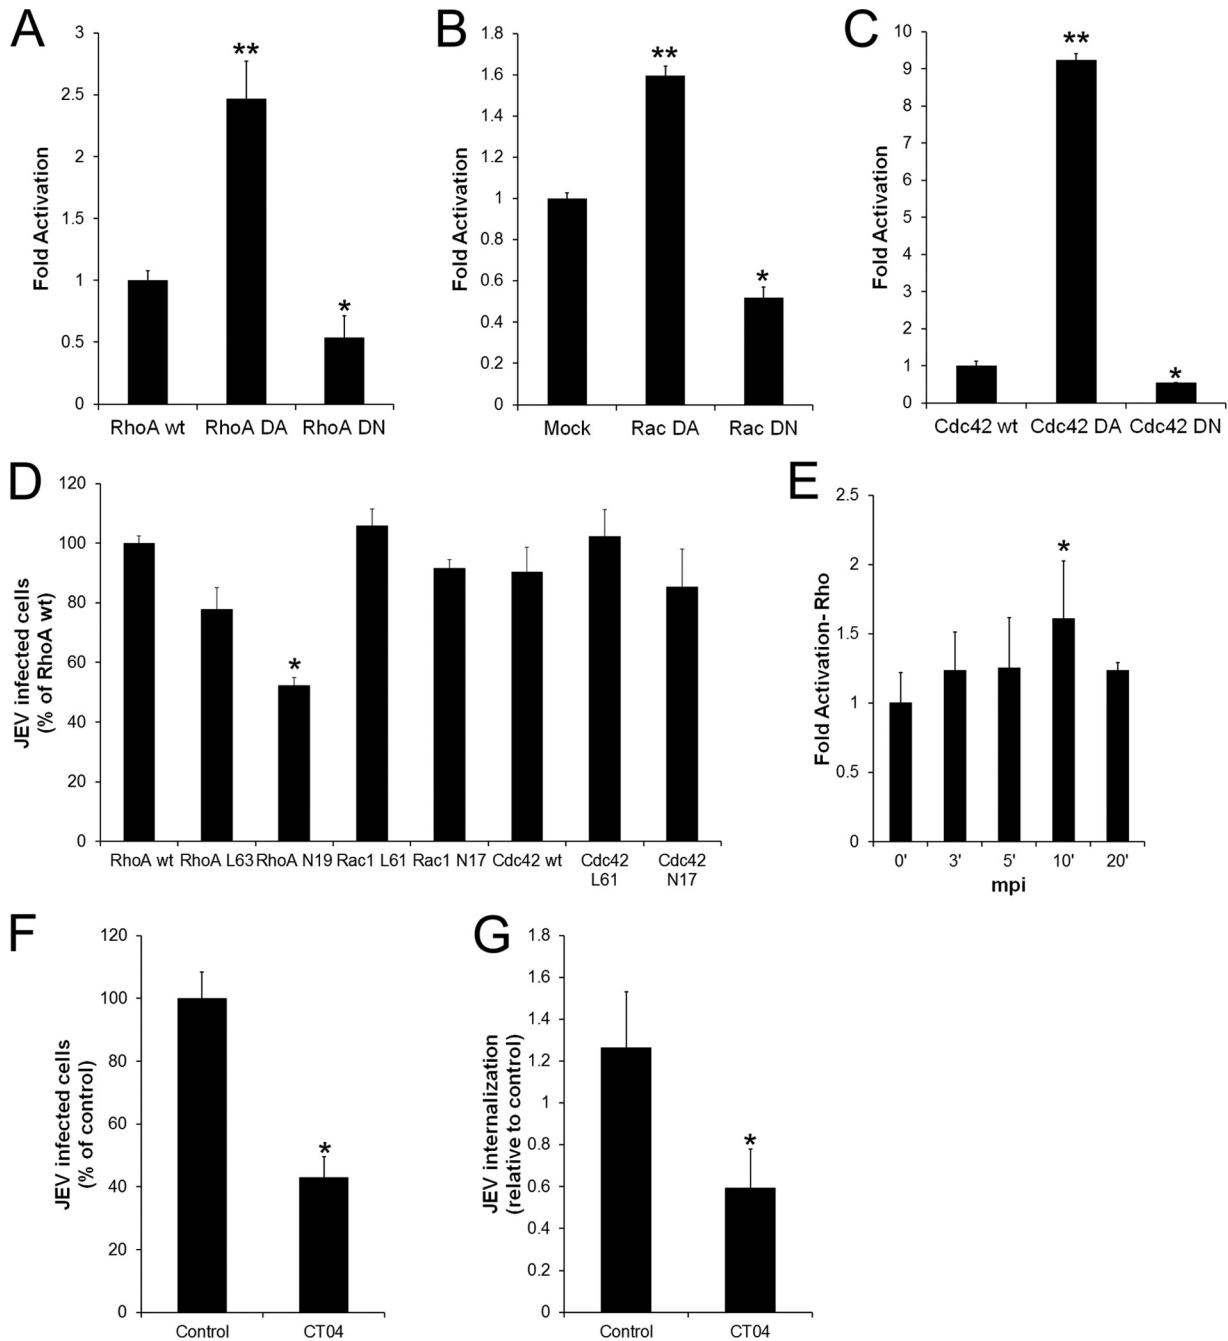 A
Fold Activation
3
2.5
2
1.5
1
0.5
0
**
*
RhoA wt RhoA DA RhoA DN
B
Fold Activation
1.8
1.6
1.4
1.2
1
0.8
0.6
0.4
0.2
0
**
*
Mock Rac DA Rac DN
C
Fold Activation
10
9
8
7
6
5
4
3
2
1
0
**
*
Cdc42 wt Cdc42 DA Cdc42 DN
D
JEV infected cells
(% of RhoA wt)
120
100
80
60
40
20
0
*
RhoA wt RhoA L63 RhoA N19 Rac1 L61 Rac1 N17 Cdc42 wt Cdc42 Cdc42
L61 N17
E
Fold Activation- Rho
2.5
2
1.5
1
0.5
0
*
0' 3' 5' 10' 20'
mpi
F
JEV infected cells
(% of control)
120
100
80
60
40
20
0
*
Control CT04
G
JEV internalization
(relative to control)
1.8
1.6
1.4
1.2
1
0.8
0.6
0.4
0.2
0
*
Control CT04